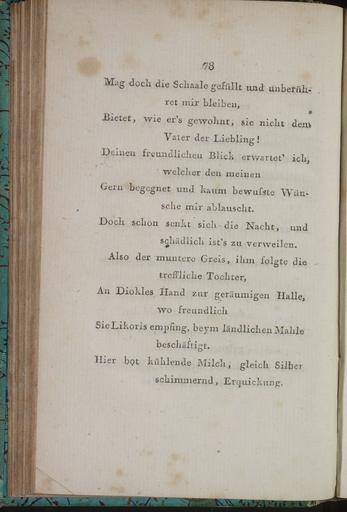 78
Mag doch die Schaale gefüllt und unberüh-
ret mir bleiben,
Bietet, wie er's gewohnt, sie nicht dem
Vater der Liebling!
Deinen freundlichen Blick erwartet' ich,
welcher den meinen
Gern begegnet und kaum bewuſste Wün-
sche mir ablauscht.
Doch schon senkt sich die Nacht, und
schädlich ist's zu verweilen.
Also der muntere Greis, ihm folgte die
treffliche Tochter,
An Diokles Hand zur geräumigen Halle,
wo freundlich
Sie Likoris empfing, beym ländlichen Mahle
beschäftigt.
Hier bot kühlende Milch, gleich Silber
schimmernd, Erquickung.